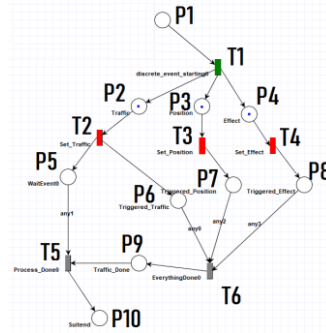 P1
T1
discrete_event_starting0
P2
P3
P4
Traffic
Position
Effect
T2
T3
T4
Set_Traffic
Set_Position
Set_Effect
P5
P6
P7
P8
WaitEvent0
Triggered_Position
Triggered_Effect
Triggered_Traffic
any1
any0
any2
any3
T5
P9
Process_Done0
Traffic_Done
EverythingDone0
T6
P10
Suitend